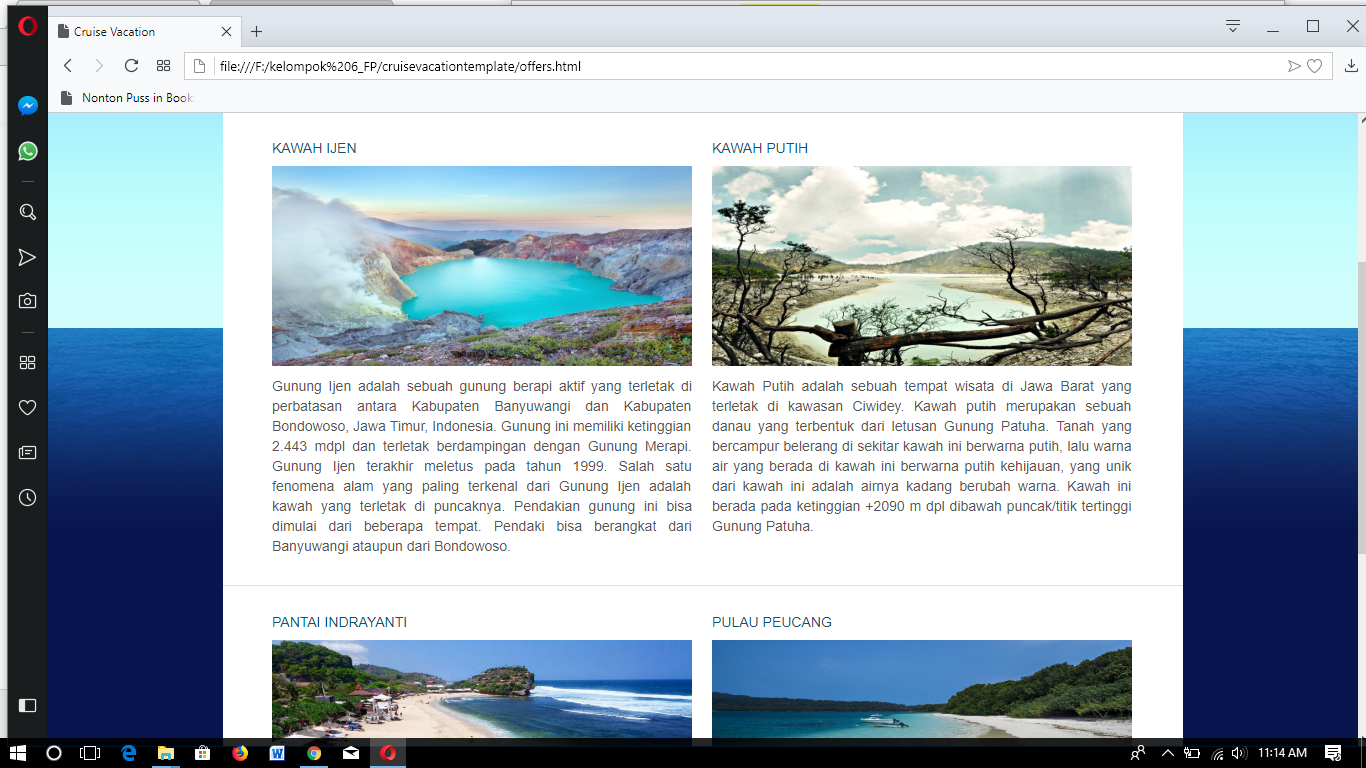 Cruise Vacation
file:///F:/kelompok%206_FP/cruisevacationtemplate/offers.html
Nonton Puss in Book
KAWAH IJEN
Gunung Ijen adalah sebuah gunung berapi aktif yang terletak di
perbatasan antara Kabupaten Banyuwangi dan Kabupaten
Bondowoso, Jawa Timur, Indonesia. Gunung ini memiliki ketinggian
2.443 mdpl dan terletak berdampingan dengan Gunung Merapi.
Gunung Ijen terakhir meletus pada tahun 1999. Salah satu
fenomena alam yang paling terkenal dari Gunung Ijen adalah
kawah yang terletak di puncaknya. Pendakian gunung ini bisa
dimulai dari beberapa tempat. Pendaki bisa berangkat dari
Banyuwangi ataupun dari Bondowoso.
KAWAH PUTIH
Kawah Putih adalah sebuah tempat wisata di Jawa Barat yang
terletak di kawasan Ciwidey. Kawah putih merupakan sebuah
danau yang terbentuk dari letusan Gunung Patuha. Tanah yang
bercampur belerang di sekitar kawah ini berwarna putih, lalu warna
air yang berada di kawah ini berwarna putih kehijauan, yang unik
dari kawah ini adalah airnya kadang berubah warna. Kawah ini
berada pada ketinggian +2090 m dpl dibawah puncak/titik tertinggi
Gunung Patuha.
PANTAI INDRAYANTI
PULAU PEUCANG
11:14 AM